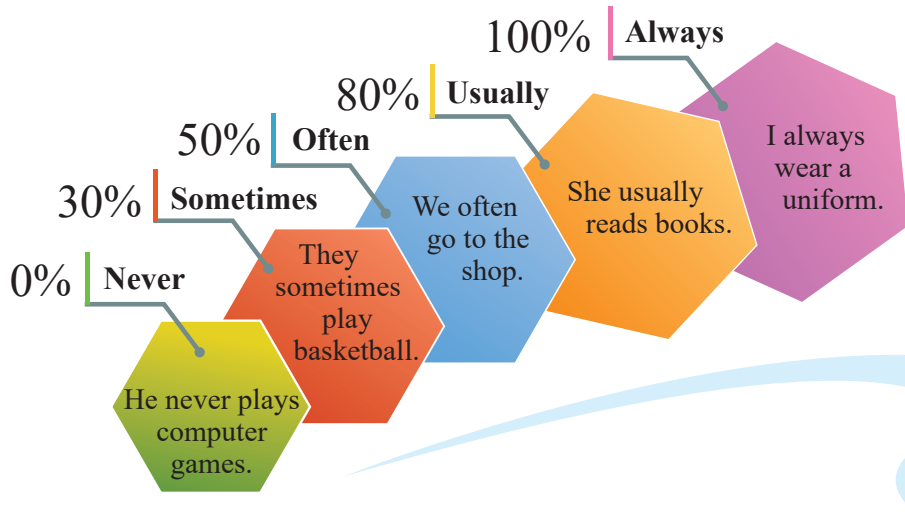 100% Always
80% Usually
50% Often
30% Sometimes
0% Never
I always
wear a
uniform.
She usually
reads books.
We often
go to the
shop.
They
sometimes
play
basketball.
He never plays
computer
games.